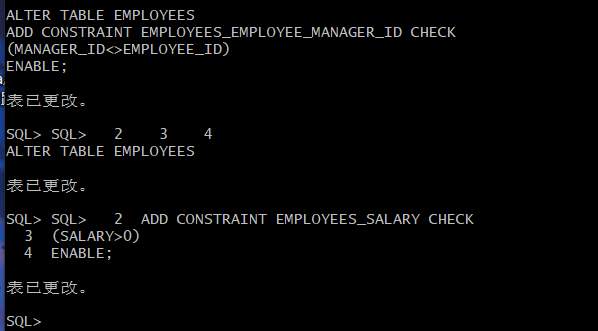 ALTER TABLE EMPLOYEES
ADD CONSTRAINT EMPLOYEES_EMPLOYEE_MANAGER_ID CHECK
(MANAGER_ID<>EMPLOYEE_ID)
ENABLE;
表已更改。
SQL> SQL>   2    3    4
ALTER TABLE EMPLOYEES
表已更改。
SQL> SQL>   2  ADD CONSTRAINT EMPLOYEES_SALARY CHECK
  3  (SALARY>0)
  4  ENABLE;
表已更改。
SQL>